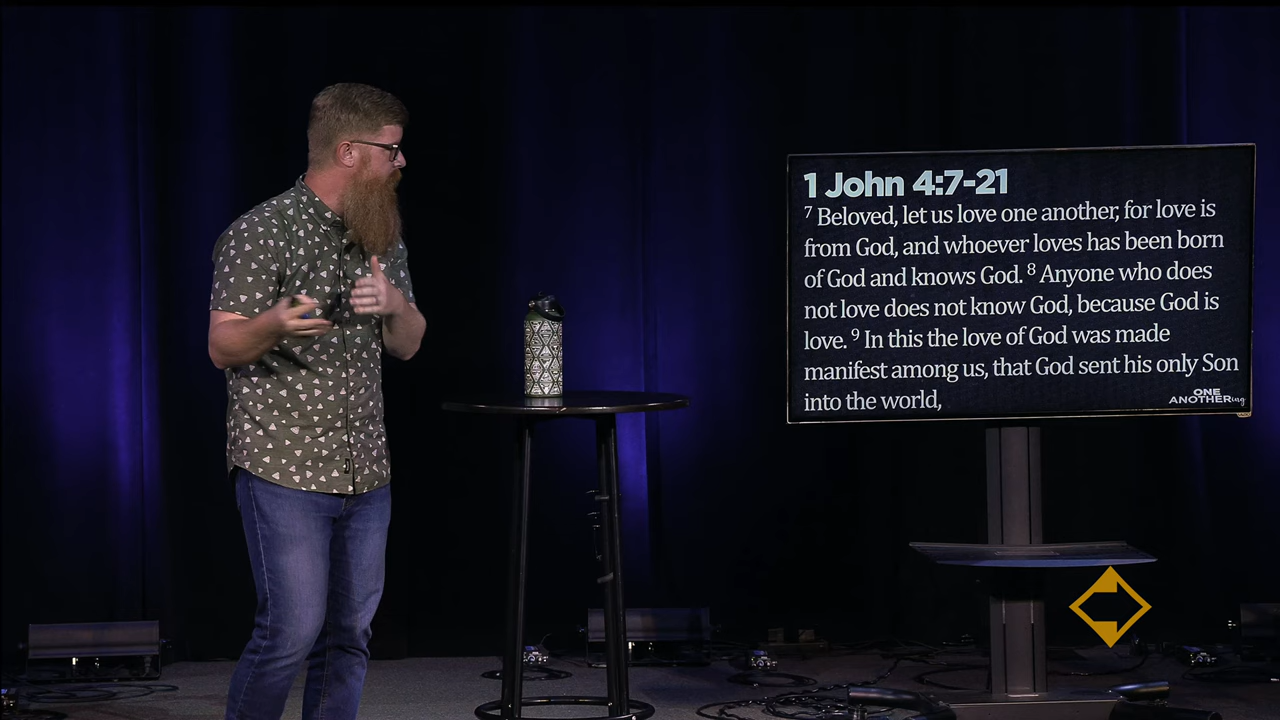 1 John 4:7-21
⁷ Beloved, let us love one another, for love is
from God, and whoever loves has been born
of God and knows God. ⁸ Anyone who does
not love does not know God, because God is
love. ⁹ In this the love of God was made
manifest among us, that God sent his only Son
into the world,
ONE
ANOTHERing